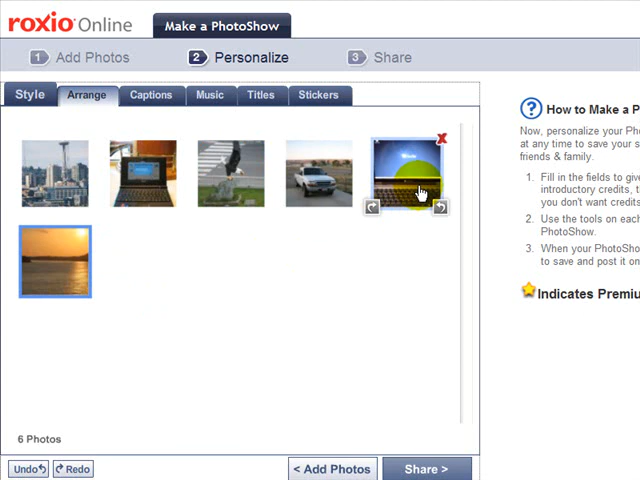 roxio Online
Make a PhotoShow
1 Add Photos
2 Personalize
3 Share
Style
Arrange
Captions
Music
Titles
Stickers
6 Photos
Undo
Redo
< Add Photos
Share >
? How to Make a P
Now, personalize your Pho
at any time to save your s
friends & family.
1. Fill in the fields to give
introductory credits, t
you don't want credits
2. Use the tools on each
PhotoShow.
3. When your PhotoSho
to save and post it on
Indicates Premiu